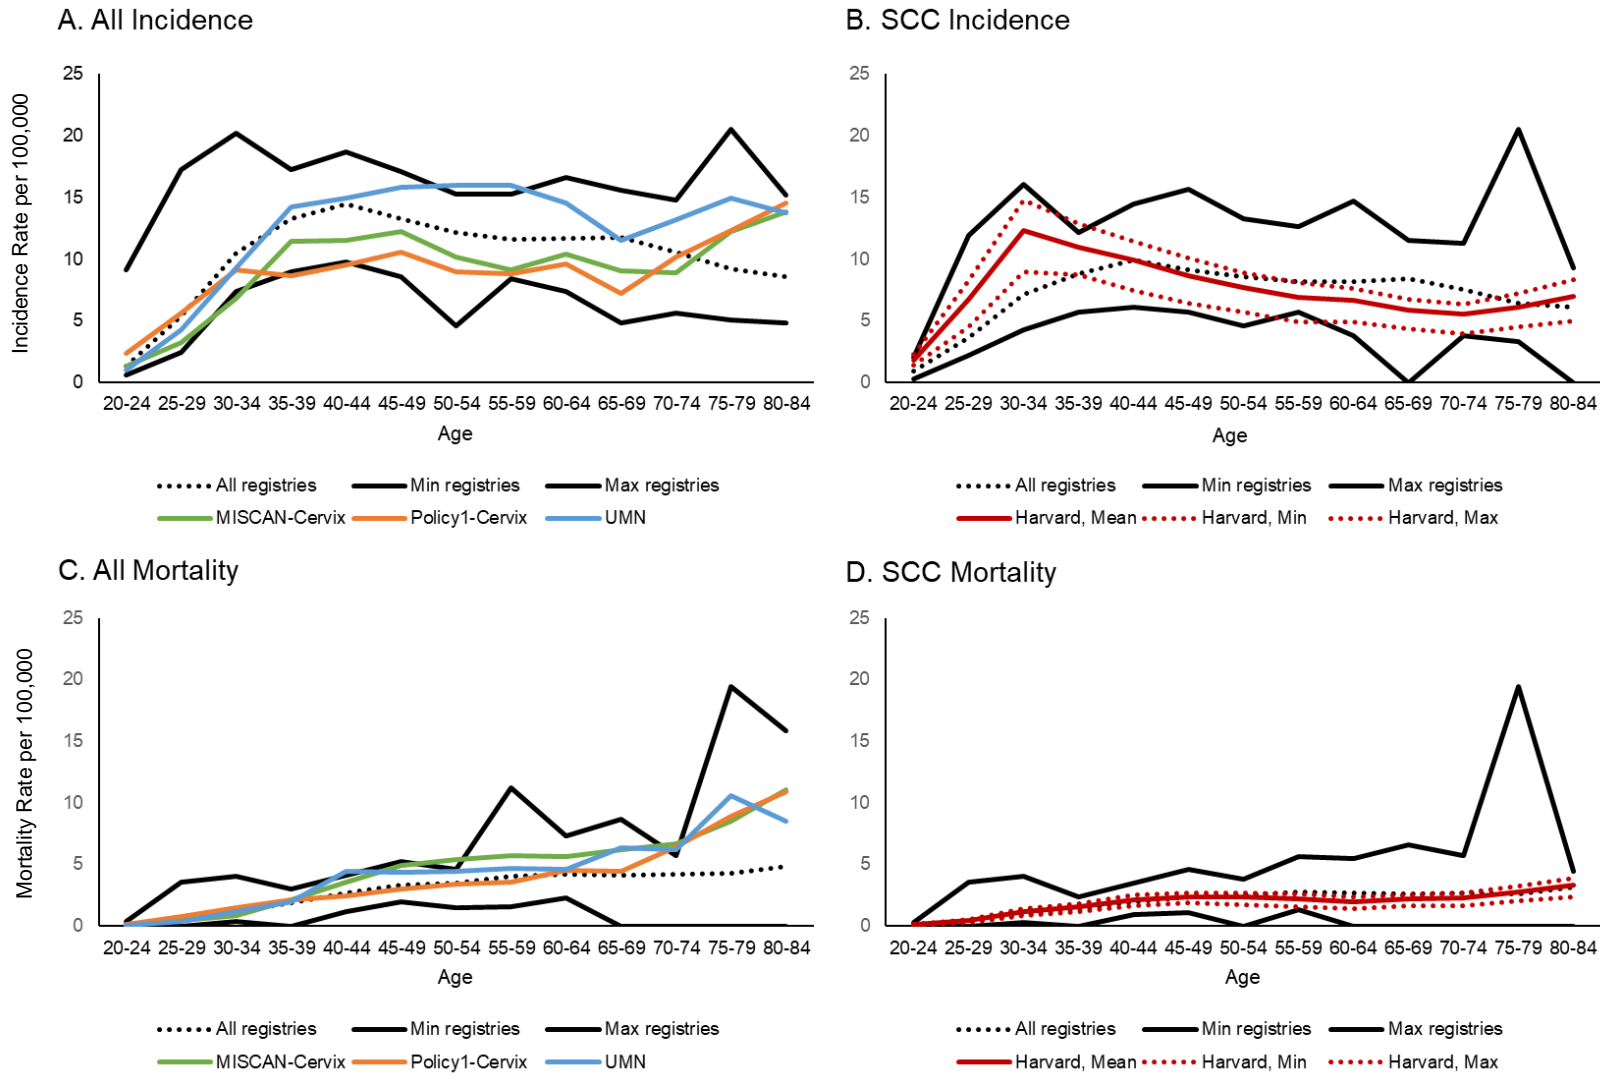 A. All Incidence
Incidence Rate per 100,000
25
20
15
10
5
0
20-24 25-29 30-34 35-39 40-44 45-49 50-54 55-59 60-64 65-69 70-74 75-79 80-84
Age
All registries Min registries Max registries
MISCAN-Cervix Policy1-Cervix UMN
B. SCC Incidence
25
20
15
10
5
0
20-24 25-29 30-34 35-39 40-44 45-49 50-54 55-59 60-64 65-69 70-74 75-79 80-84
Age
All registries Min registries Max registries
Harvard, Mean Harvard, Min Harvard, Max
C. All Mortality
Mortality Rate per 100,000
25
20
15
10
5
0
20-24 25-29 30-34 35-39 40-44 45-49 50-54 55-59 60-64 65-69 70-74 75-79 80-84
Age
All registries Min registries Max registries
MISCAN-Cervix Policy1-Cervix UMN
D. SCC Mortality
25
20
15
10
5
0
20-24 25-29 30-34 35-39 40-44 45-49 50-54 55-59 60-64 65-69 70-74 75-79 80-84
Age
All registries Min registries Max registries
Harvard, Mean Harvard, Min Harvard, Max